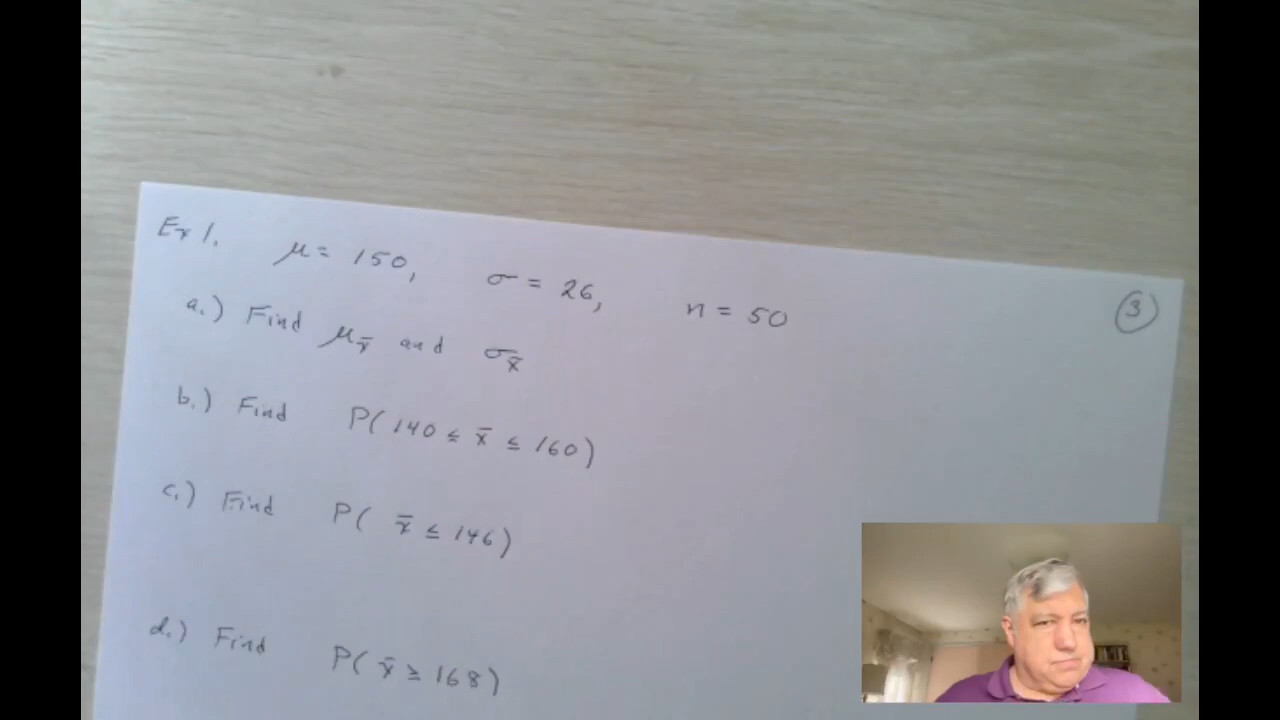 Ex 1. μ = 150, σ = 26, n = 50
3
a.) Find μx̄ and σx̄
b.) Find P( 140 ≤ x̄ ≤ 160)
c.) Find P( x̄ ≤ 146)
d.) Find P( x̄ ≥ 168)